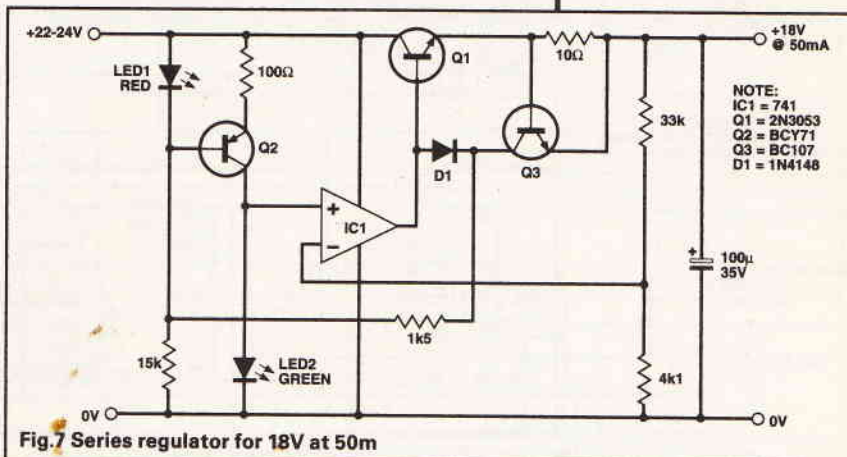 +22-24V
LED1
RED
100Ω
Q2
Q1
10Ω
+18V
@ 50mA
NOTE:
IC1 = 741
Q1 = 2N3053
Q2 = BCY71
Q3 = BC107
D1 = 1N4148
33k
D1
Q3
+
IC1
−
+
100µ
35V
1k5
15k
LED2
GREEN
4k1
0V
0V
Fig.7 Series regulator for 18V at 50m